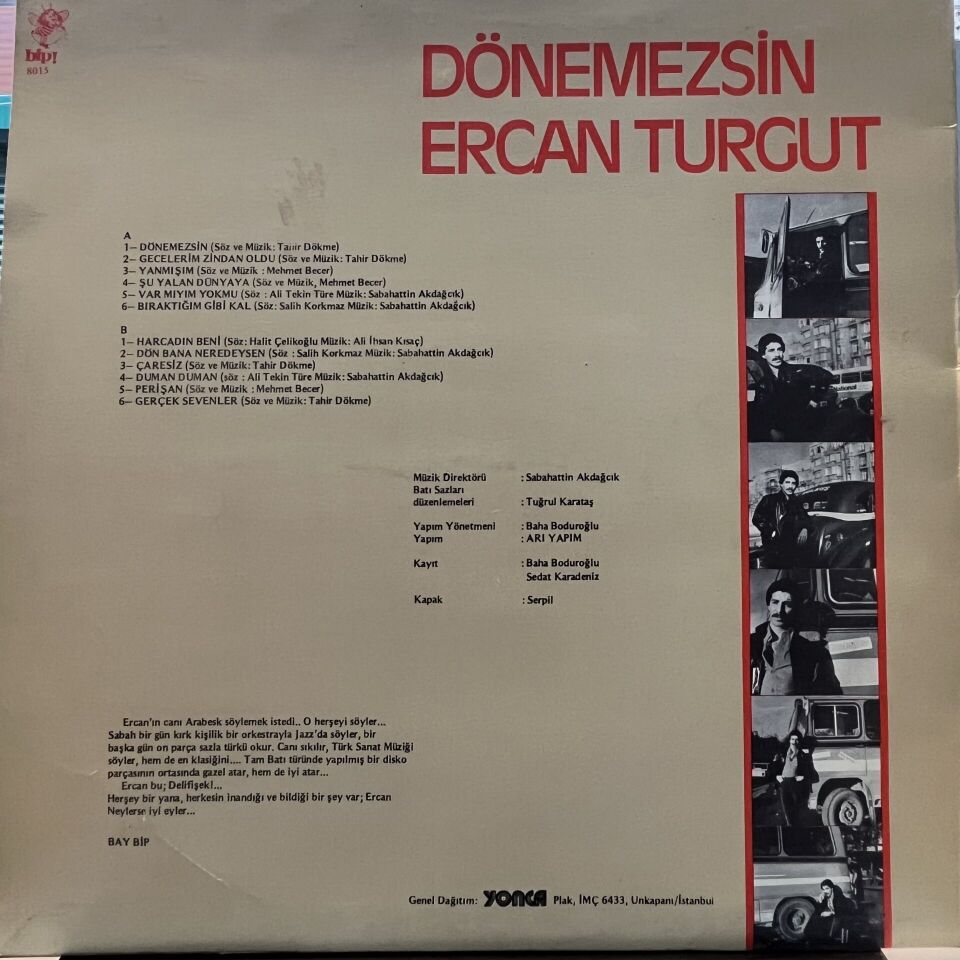 bip!
8015
DÖNEMEZSİN
ERCAN TURGUT
A
1— DÖNEMEZSİN (Söz ve Müzik: Tahir Dökme)
2— GECELERİM ZİNDAN OLDU (Söz ve Müzik: Tahir Dökme)
3— YANMIŞIM (Söz ve Müzik : Mehmet Becer)
4— ŞU YALAN DÜNYAYA (Söz ve Müzik, Mehmet Becer)
5— VAR MIYIM YOKMU (Söz : Ali Tekin Türe Müzik: Sabahattin Akdağcık)
6— BIRAKTIĞIM GİBİ KAL (Söz: Salih Korkmaz Müzik: Sabahattin Akdağcık)
B
1— HARCADIN BENİ (Söz: Halit Çelikoğlu Müzik: Ali İhsan Kısaç)
2— DÖN BANA NEREDEYSEN (Söz : Salih Korkmaz Müzik: Sabahattin Akdağcık)
3— ÇARESİZ (Söz ve Müzik: Tahir Dökme)
4— DUMAN DUMAN (söz : Ali Tekin Türe Müzik: Sabahattin Akdağcık)
5— PERİŞAN (Söz ve Müzik : Mehmet Becer)
6— GERÇEK SEVENLER (Söz ve Müzik: Tahir Dökme)
National
Müzik Direktörü : Sabahattin Akdağcık
Batı Sazları
düzenlemeleri : Tuğrul Karataş
Yapım Yönetmeni : Baha Boduroğlu
Yapım : ARI YAPIM
Kayıt : Baha Boduroğlu
Sedat Karadeniz
Kapak : Serpil
Ercan'ın canı Arabesk söylemek istedi.. O herşeyi söyler...
Sabah bir gün kırk kişilik bir orkestrayla Jazz'da söyler, bir
başka gün on parça sazla türkü okur. Canı sıkılır, Türk Sanat Müziği
söyler, hem de en klasiğini.... Tam Batı türünde yapılmış bir disko
parçasının ortasında gazel atar, hem de iyi atar...
Ercan bu; Delifişek!...
Herşey bir yana, herkesin inandığı ve bildiği bir şey var; Ercan
Neylerse iyi eyler...
BAY BİP
Genel Dağıtım: YONCA Plak, İMÇ 6433, Unkapanı/İstanbul